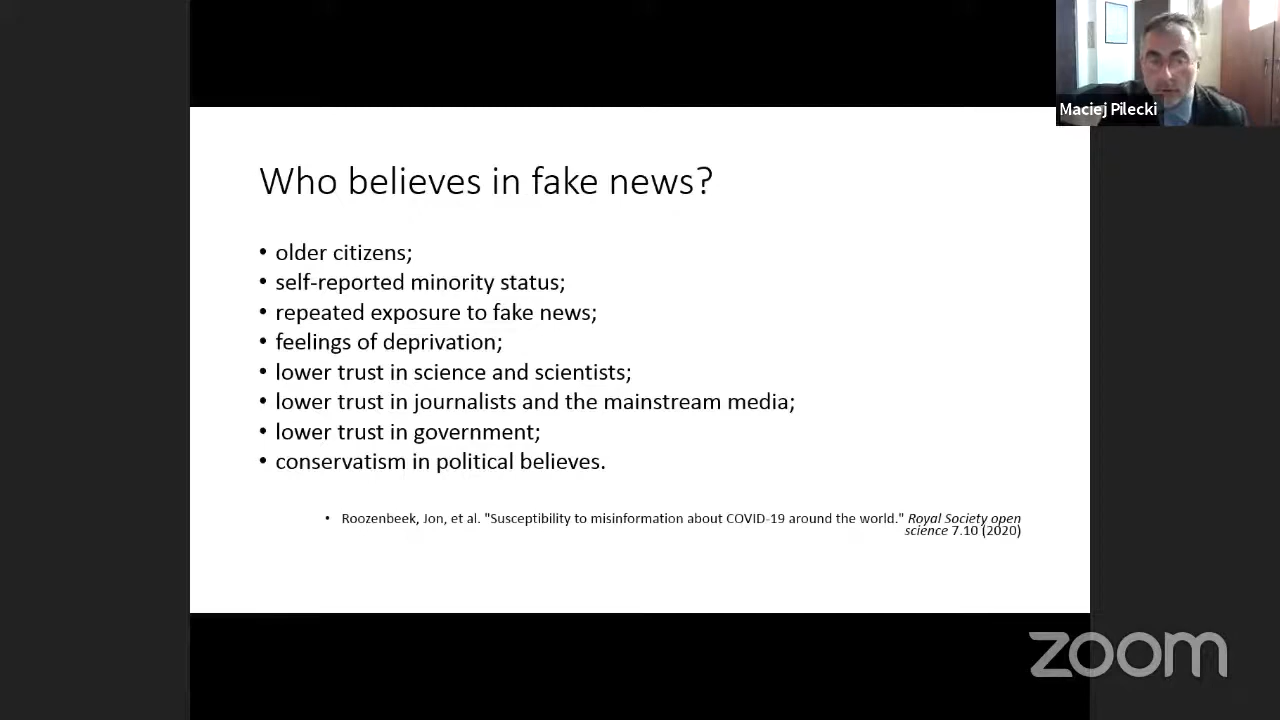 Maciej Pilecki
Who believes in fake news?
• older citizens;
• self-reported minority status;
• repeated exposure to fake news;
• feelings of deprivation;
• lower trust in science and scientists;
• lower trust in journalists and the mainstream media;
• lower trust in government;
• conservatism in political believes.
• Roozenbeek, Jon, et al. "Susceptibility to misinformation about COVID-19 around the world." Royal Society open
science 7.10 (2020)
zoom